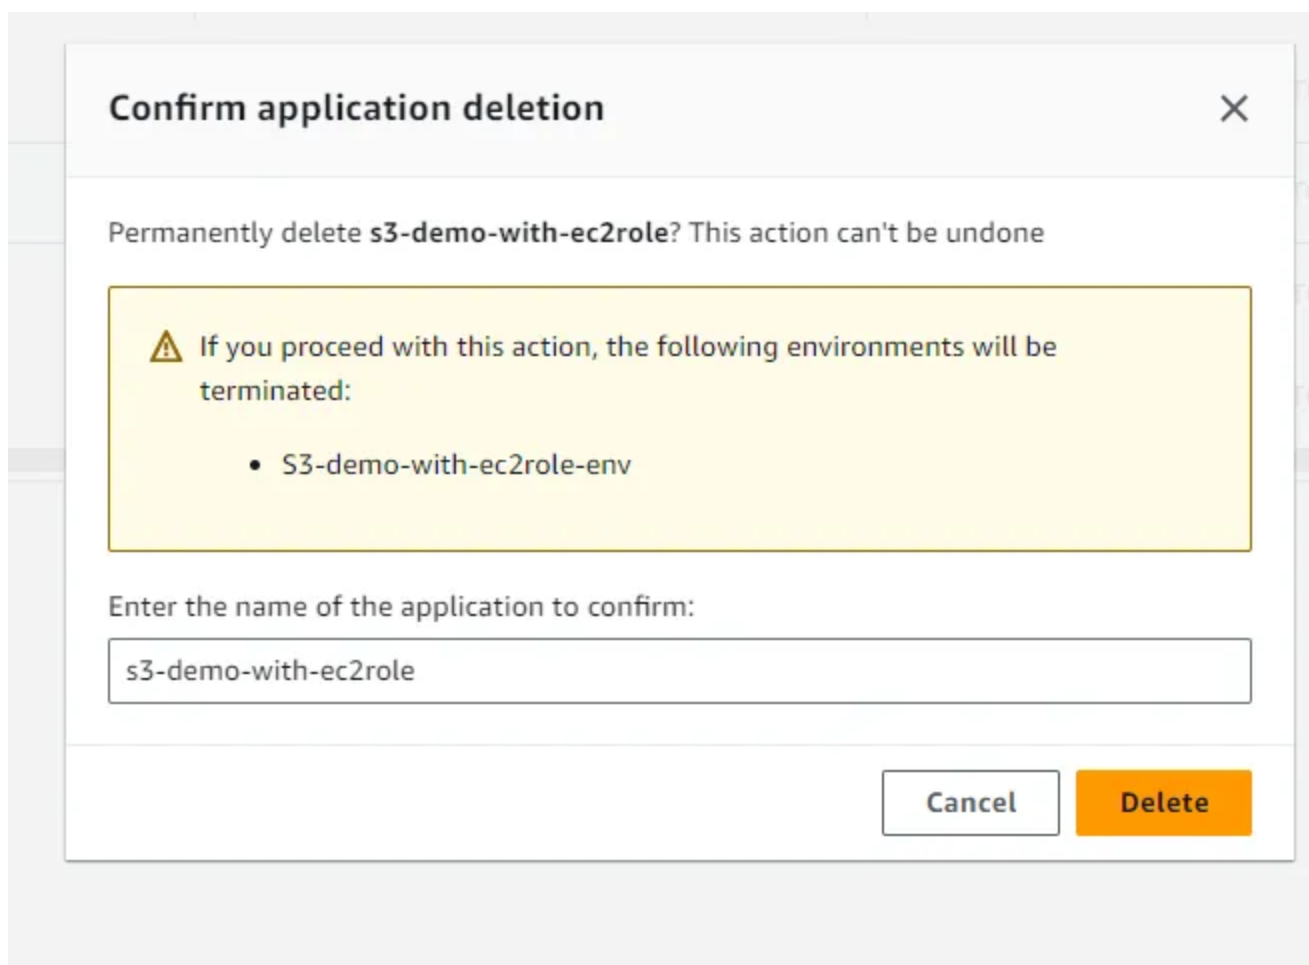 Confirm application deletion
Permanently delete s3-demo-with-ec2role? This action can't be undone
If you proceed with this action, the following environments will be
terminated:
• S3-demo-with-ec2role-env
Enter the name of the application to confirm:
s3-demo-with-ec2role
Cancel
Delete